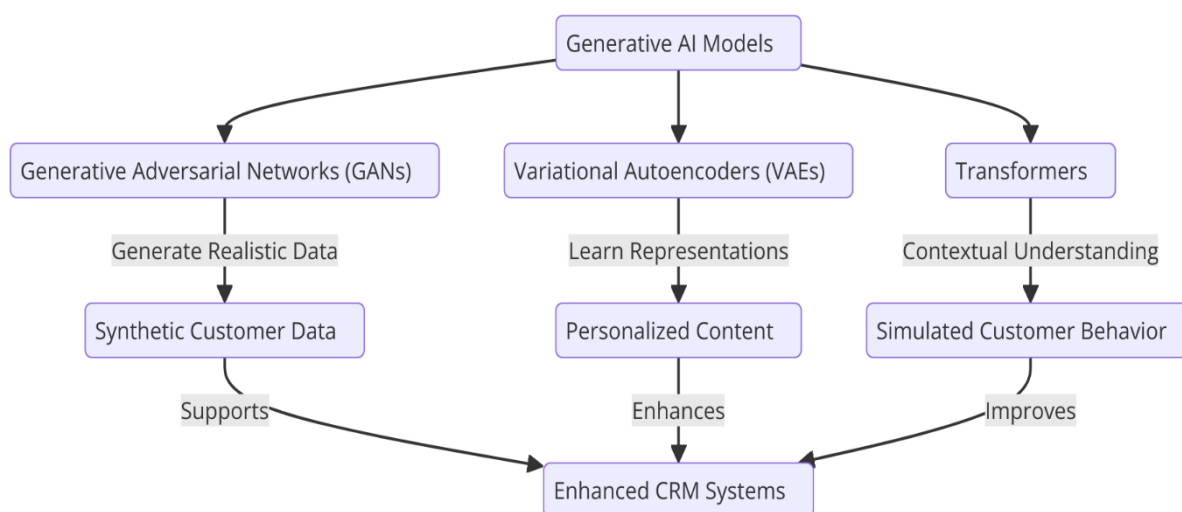 Generative AI Models
Generative Adversarial Networks (GANs)
Variational Autoencoders (VAEs)
Transformers
Generate Realistic Data
Learn Representations
Contextual Understanding
Synthetic Customer Data
Personalized Content
Simulated Customer Behavior
Supports
Enhances
Improves
Enhanced CRM Systems